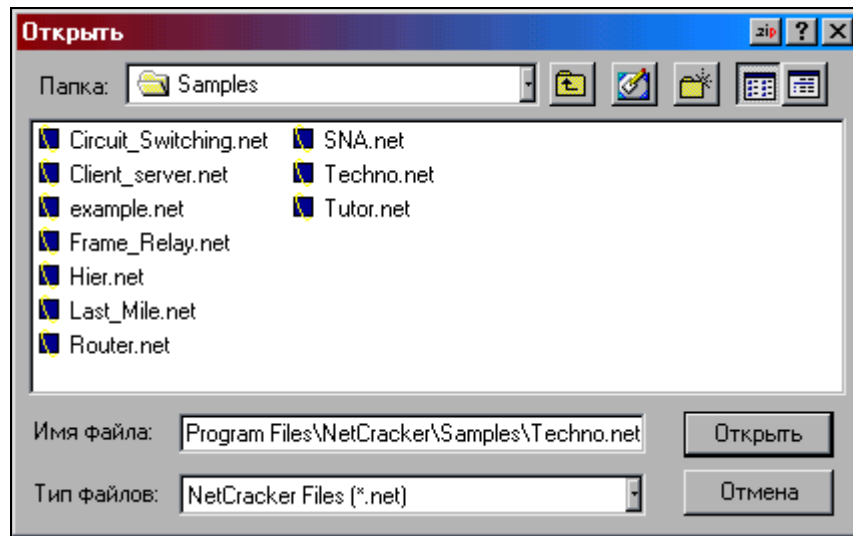 Открыть
zip ? X
Папка: Samples
Circuit_Switching.net
Client_server.net
example.net
Frame_Relay.net
Hier.net
Last_Mile.net
Router.net
SNA.net
Techno.net
Tutor.net
Имя файла: Program Files\NetCracker\Samples\Techno.net Открыть
Тип файлов: NetCracker Files (*.net) Отмена